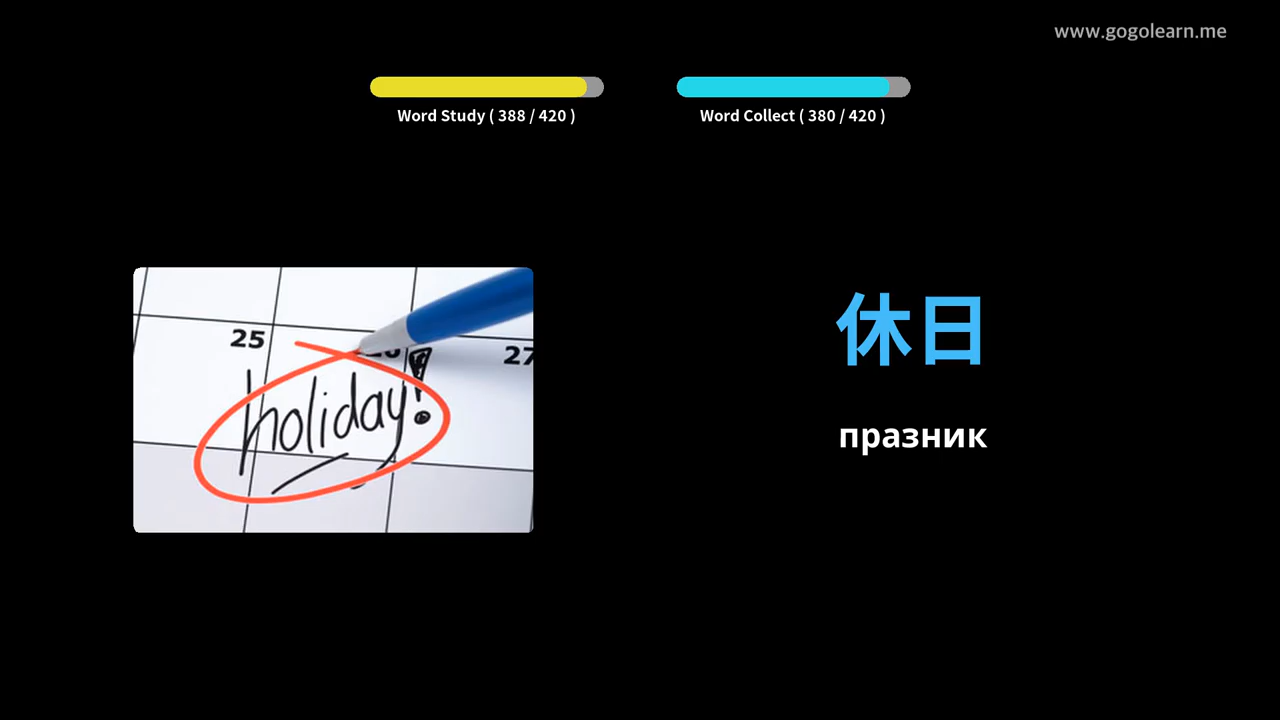 www.gogolearn.me
Word Study ( 388 / 420 )
Word Collect ( 380 / 420 )
25
27
holiday!
休日
празник